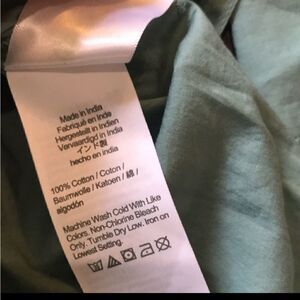 Made in India
Fabriqué en Inde
Hergestellt in Indien
Vervaardigd in India
インド製
hecho en india
100% Cotton / Coton /
Baumwolle / Katoen / 綿 /
algodón
Machine Wash Cold With Like
Colors. Non-Chlorine Bleach
Only. Tumble Dry Low. Iron on
Lowest Setting.